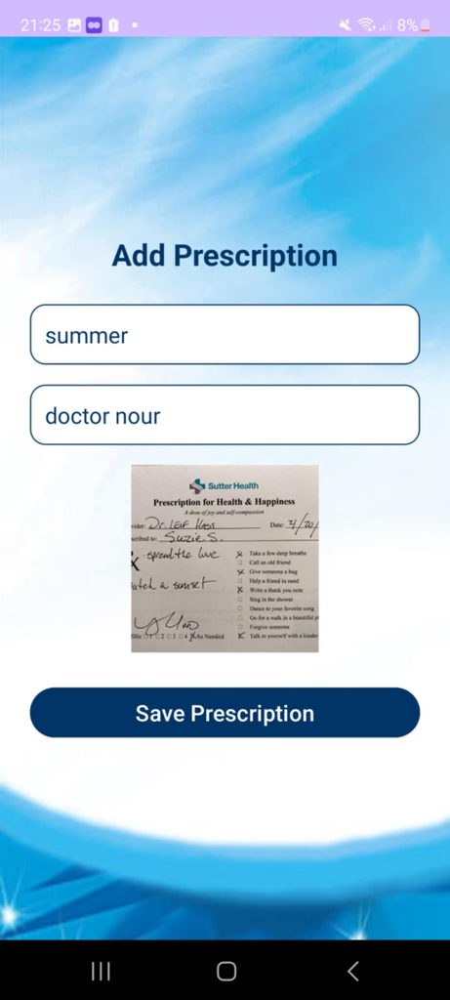 21:25
8%
Add Prescription
summer
doctor nour
Sutter Health
Prescription for Health & Happiness
A dose of joy and self-compassion
vider: Dr. Leif Hass Date: 4/20/
scribed to: Suzie S.
spread the love
atch a sunset
Take a few deep breaths
Call an old friend
Give someone a hug
Help a friend in need
Write a thank you note
Sing in the shower
Dance to your favorite song
Go for a walk in a beautiful pl
Forgive someone
Talk to yourself with a kinder
fills: 1 2 3 4 As Needed
Save Prescription